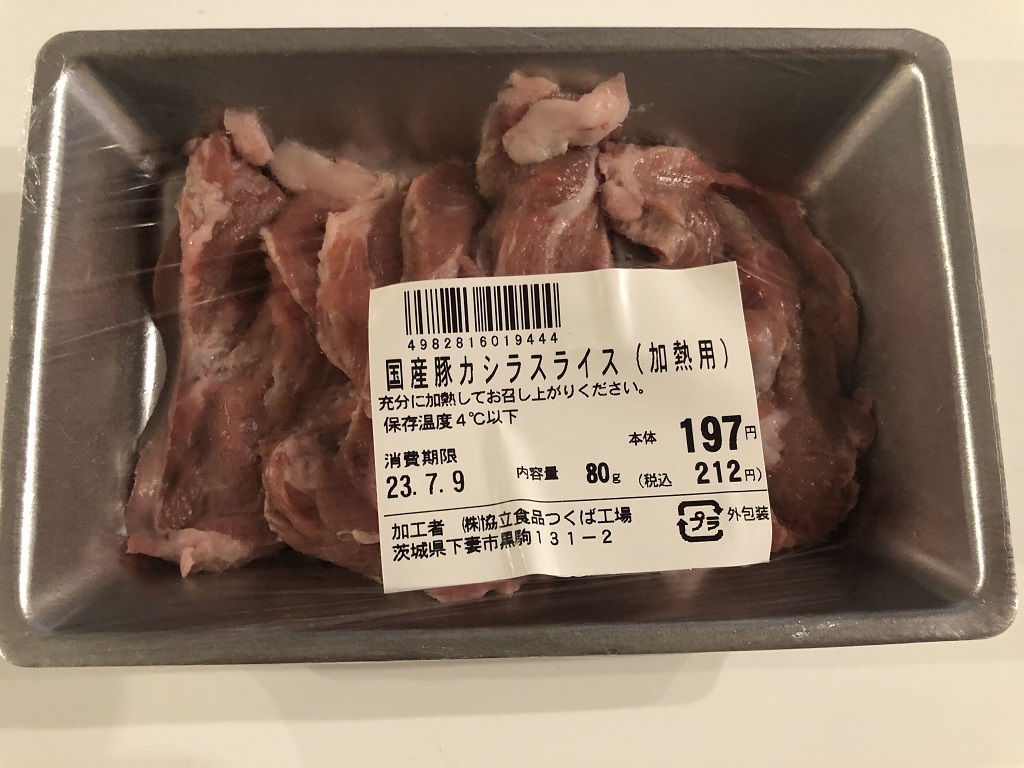 4982816019444
国産豚カシラスライス(加熱用)
充分に加熱してお召し上がりください。
保存温度4℃以下
本体 197円
消費期限
23.7.9 内容量 80g (税込 212円)
加工者 ㈱協立食品つくば工場
茨城県下妻市黒駒131-2
プラ 外包装